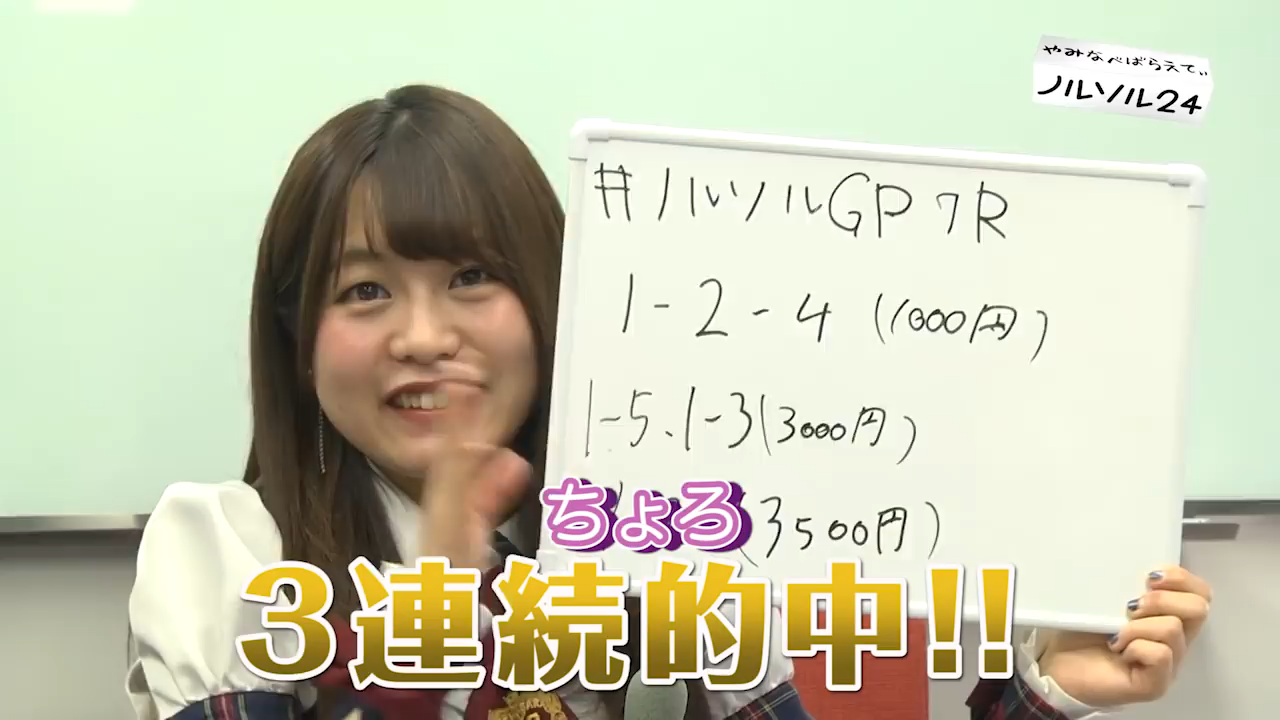 やみなべばらえてぃ
ノルソル24
#ノルソルGP 7R
1-2-4 (1000円)
1-5、1-3(3000円)
(3500円)
ちょろ
3連続的中!!